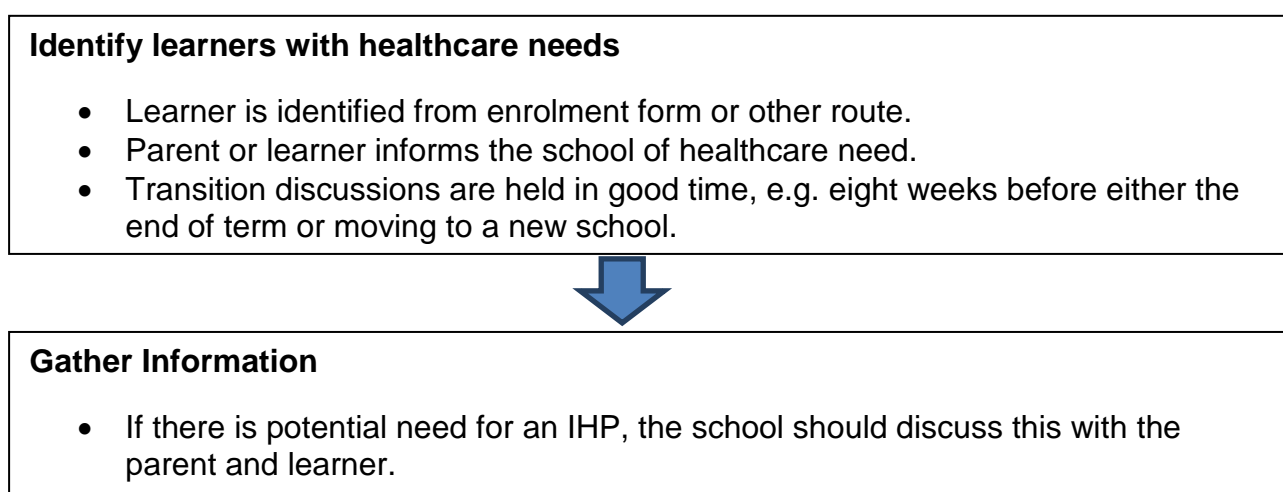 Identify learners with healthcare needs
• Learner is identified from enrolment form or other route.
• Parent or learner informs the school of healthcare need.
• Transition discussions are held in good time, e.g. eight weeks before either the
end of term or moving to a new school.
Gather Information
• If there is potential need for an IHP, the school should discuss this with the
parent and learner.